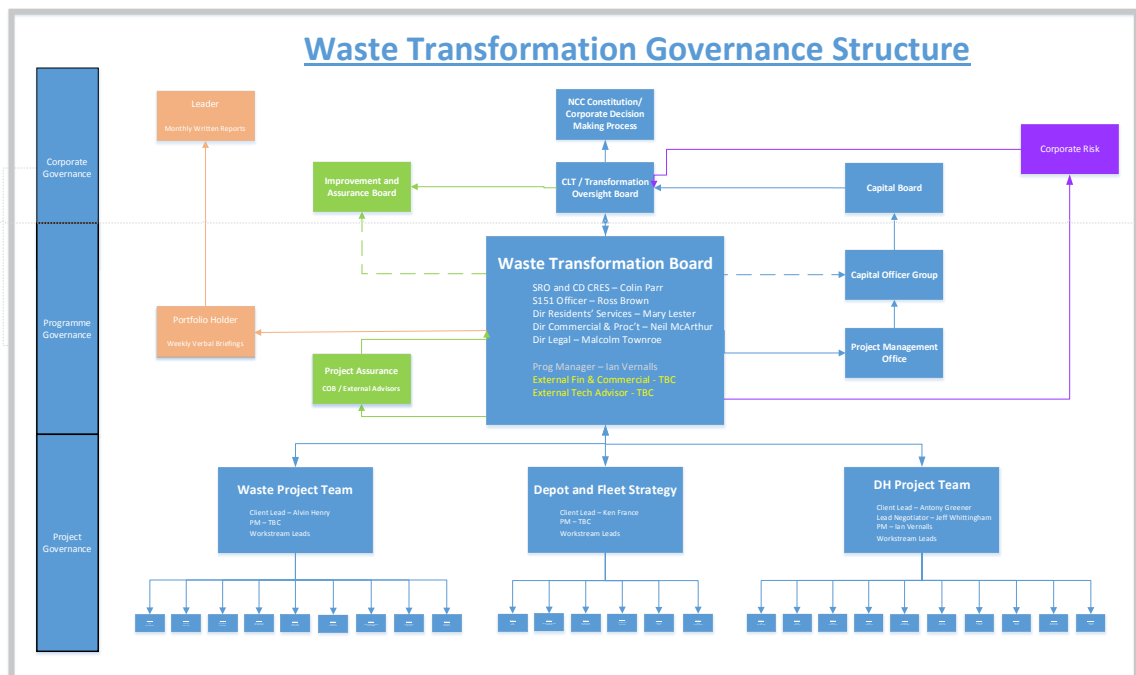 Waste Transformation Governance Structure
Corporate
Governance
Programme
Governance
Project
Governance
Leader
Monthly Written Reports
NCC Constitution/
Corporate Decision
Making Process
Corporate Risk
Improvement and
Assurance Board
CLT / Transformation
Oversight Board
Capital Board
Waste Transformation Board
SRO and CD CRES – Colin Parr
S151 Officer – Ross Brown
Dir Residents' Services – Mary Lester
Dir Commercial & Proc't – Neil McArthur
Dir Legal – Malcolm Townroe
Prog Manager – Ian Vernalls
External Fin & Commercial - TBC
External Tech Advisor - TBC
Capital Officer Group
Portfolio Holder
Weekly Verbal Briefings
Project Management
Office
Project Assurance
COB / External Advisors
Waste Project Team
Client Lead – Alvin Henry
PM – TBC
Workstream Leads
Depot and Fleet Strategy
Client Lead – Ken France
PM – TBC
Workstream Leads
DH Project Team
Client Lead – Antony Greener
Lead Negotiator – Jeff Whittingham
PM – Ian Vernalls
Workstream Leads